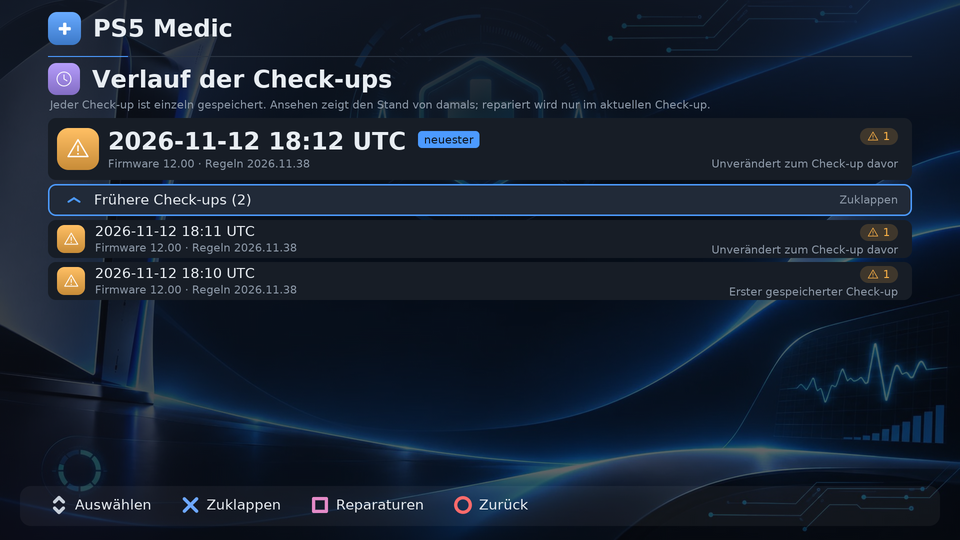 PS5 Medic
Verlauf der Check-ups
Jeder Check-up ist einzeln gespeichert. Ansehen zeigt den Stand von damals; repariert wird nur im aktuellen Check-up.
2026-11-12 18:12 UTC neuester 1
Firmware 12.00 · Regeln 2026.11.38 Unverändert zum Check-up davor
Frühere Check-ups (2) Zuklappen
2026-11-12 18:11 UTC 1
Firmware 12.00 · Regeln 2026.11.38 Unverändert zum Check-up davor
2026-11-12 18:10 UTC 1
Firmware 12.00 · Regeln 2026.11.38 Erster gespeicherter Check-up
Auswählen Zuklappen Reparaturen Zurück